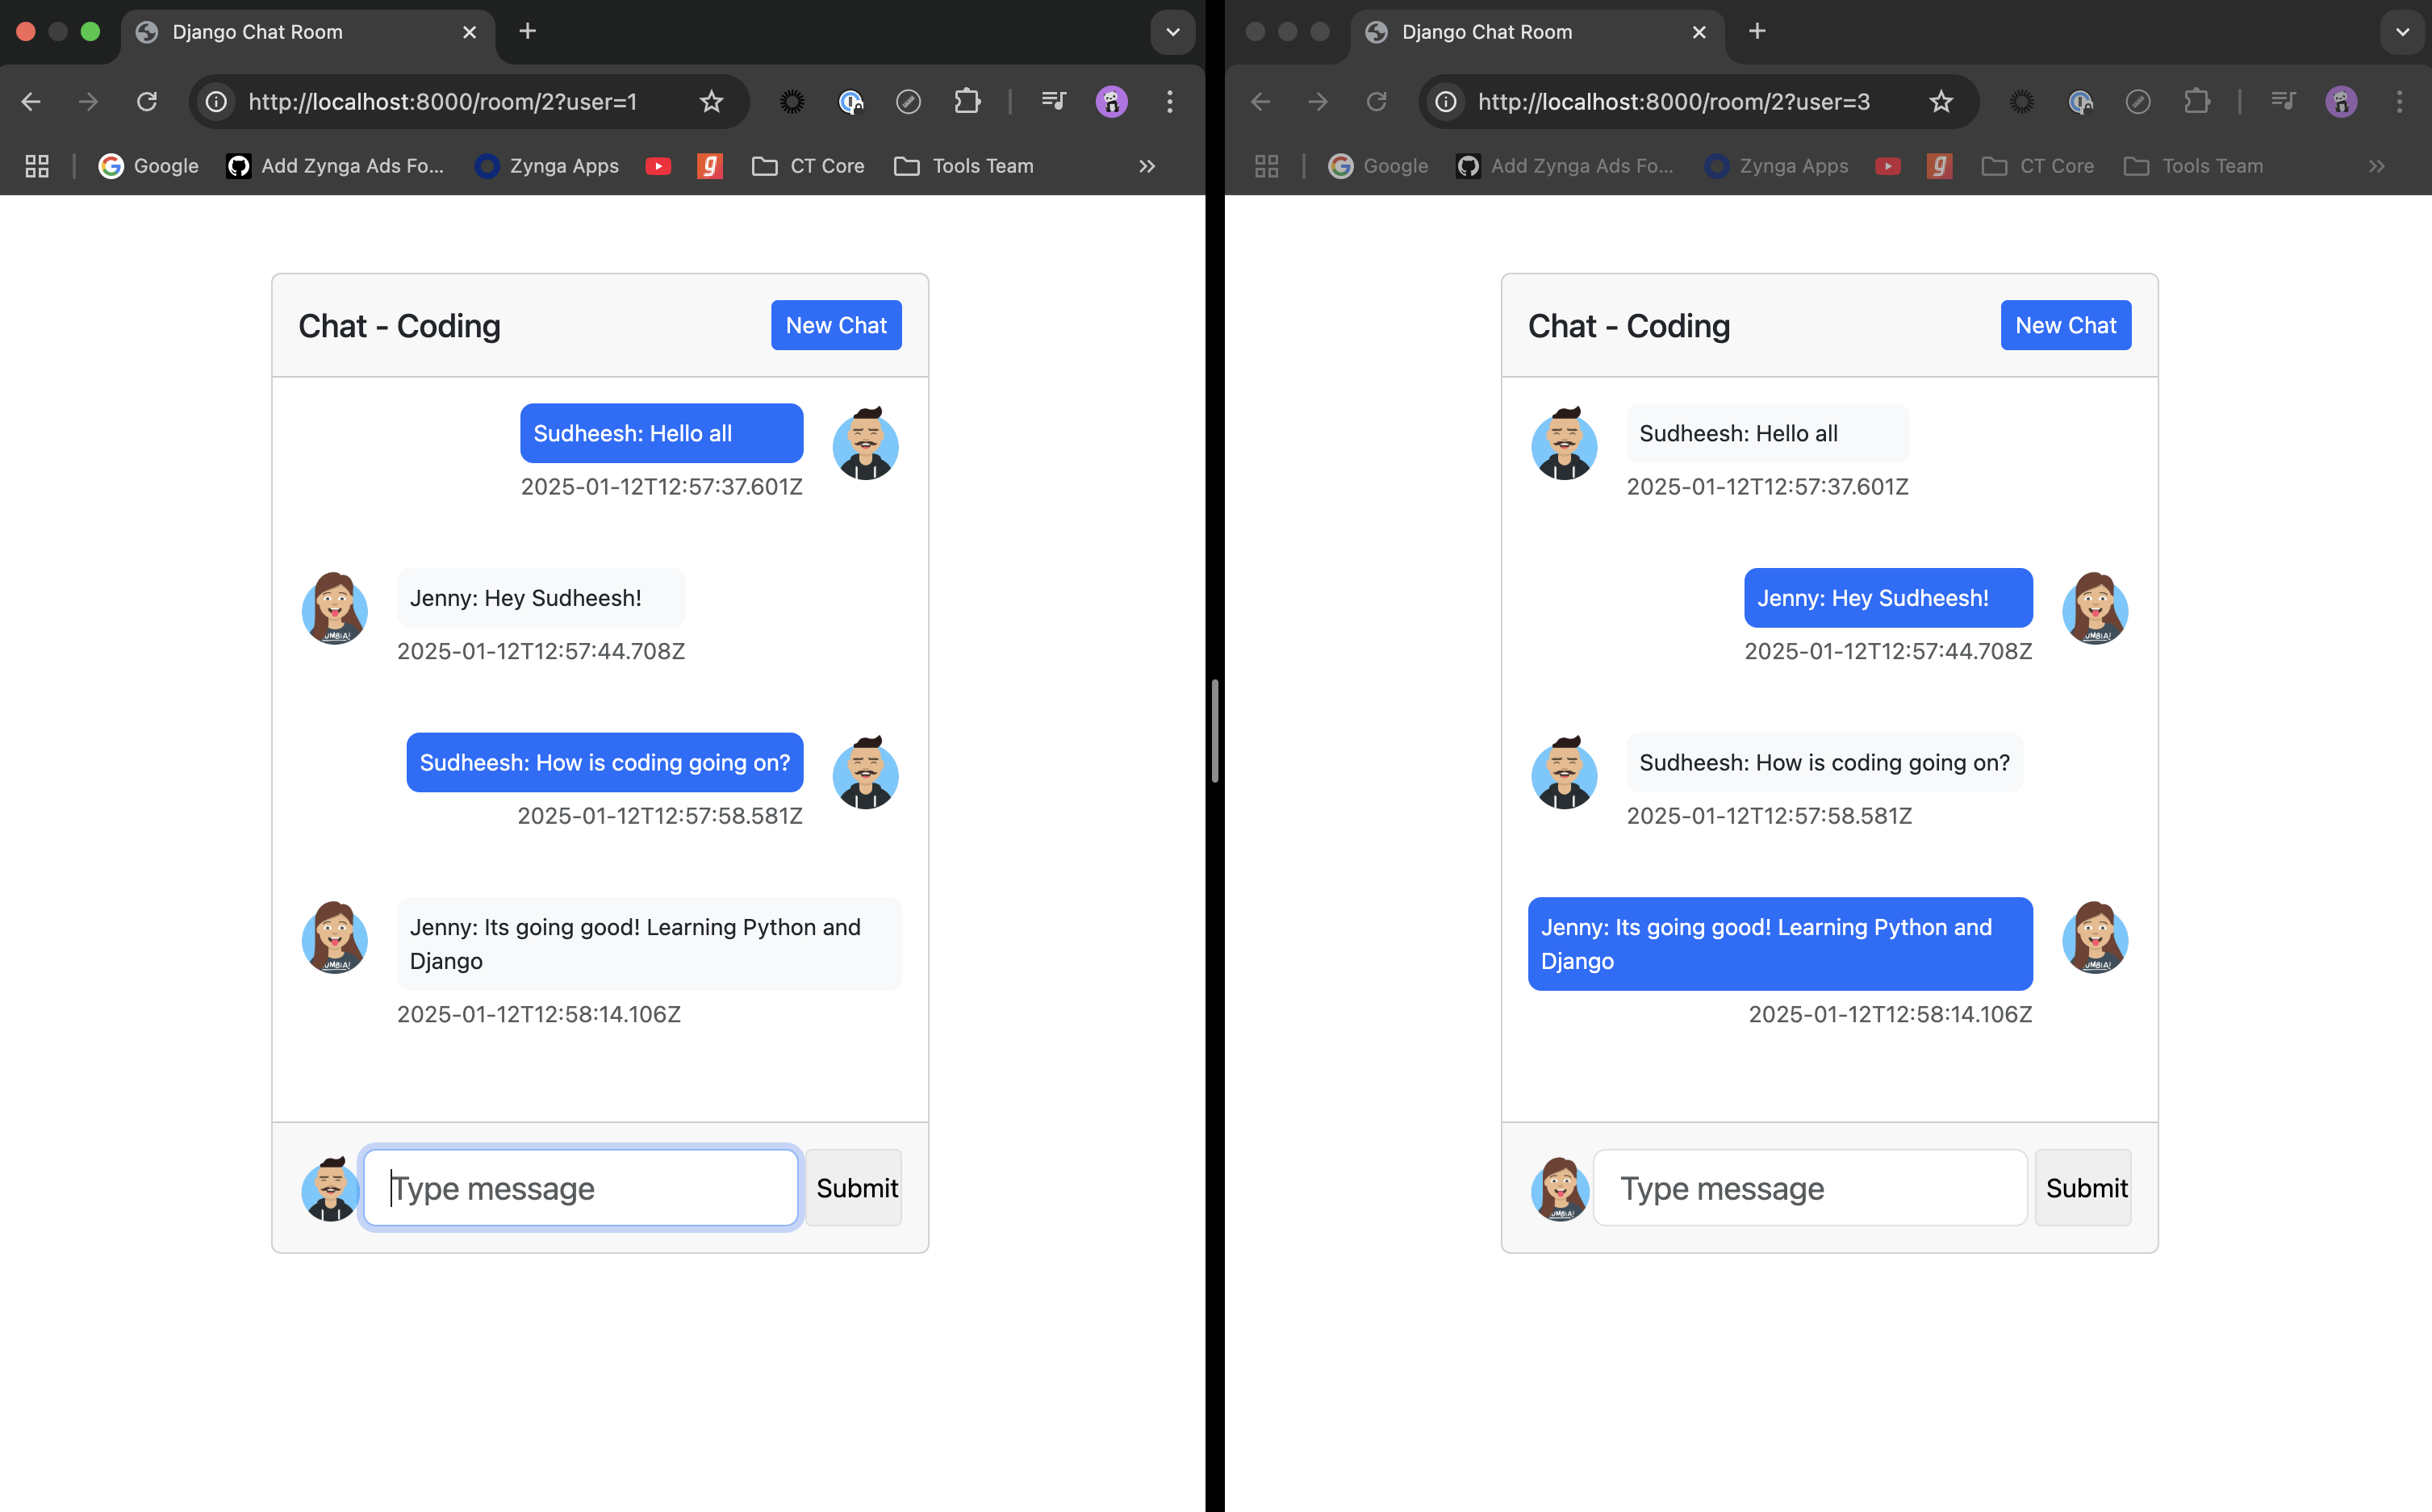 Django Chat Room
http://localhost:8000/room/2?user=1
Google
Add Zynga Ads Fo...
Zynga Apps
g
CT Core
Tools Team
Chat - Coding
New Chat
Sudheesh: Hello all
2025-01-12T12:57:37.601Z
Jenny: Hey Sudheesh!
2025-01-12T12:57:44.708Z
Sudheesh: How is coding going on?
2025-01-12T12:57:58.581Z
Jenny: Its going good! Learning Python and
Django
2025-01-12T12:58:14.106Z
Type message
Submit
Django Chat Room
http://localhost:8000/room/2?user=3
Google
Add Zynga Ads Fo...
Zynga Apps
g
CT Core
Tools Team
Chat - Coding
New Chat
Sudheesh: Hello all
2025-01-12T12:57:37.601Z
Jenny: Hey Sudheesh!
2025-01-12T12:57:44.708Z
Sudheesh: How is coding going on?
2025-01-12T12:57:58.581Z
Jenny: Its going good! Learning Python and
Django
2025-01-12T12:58:14.106Z
Type message
Submit